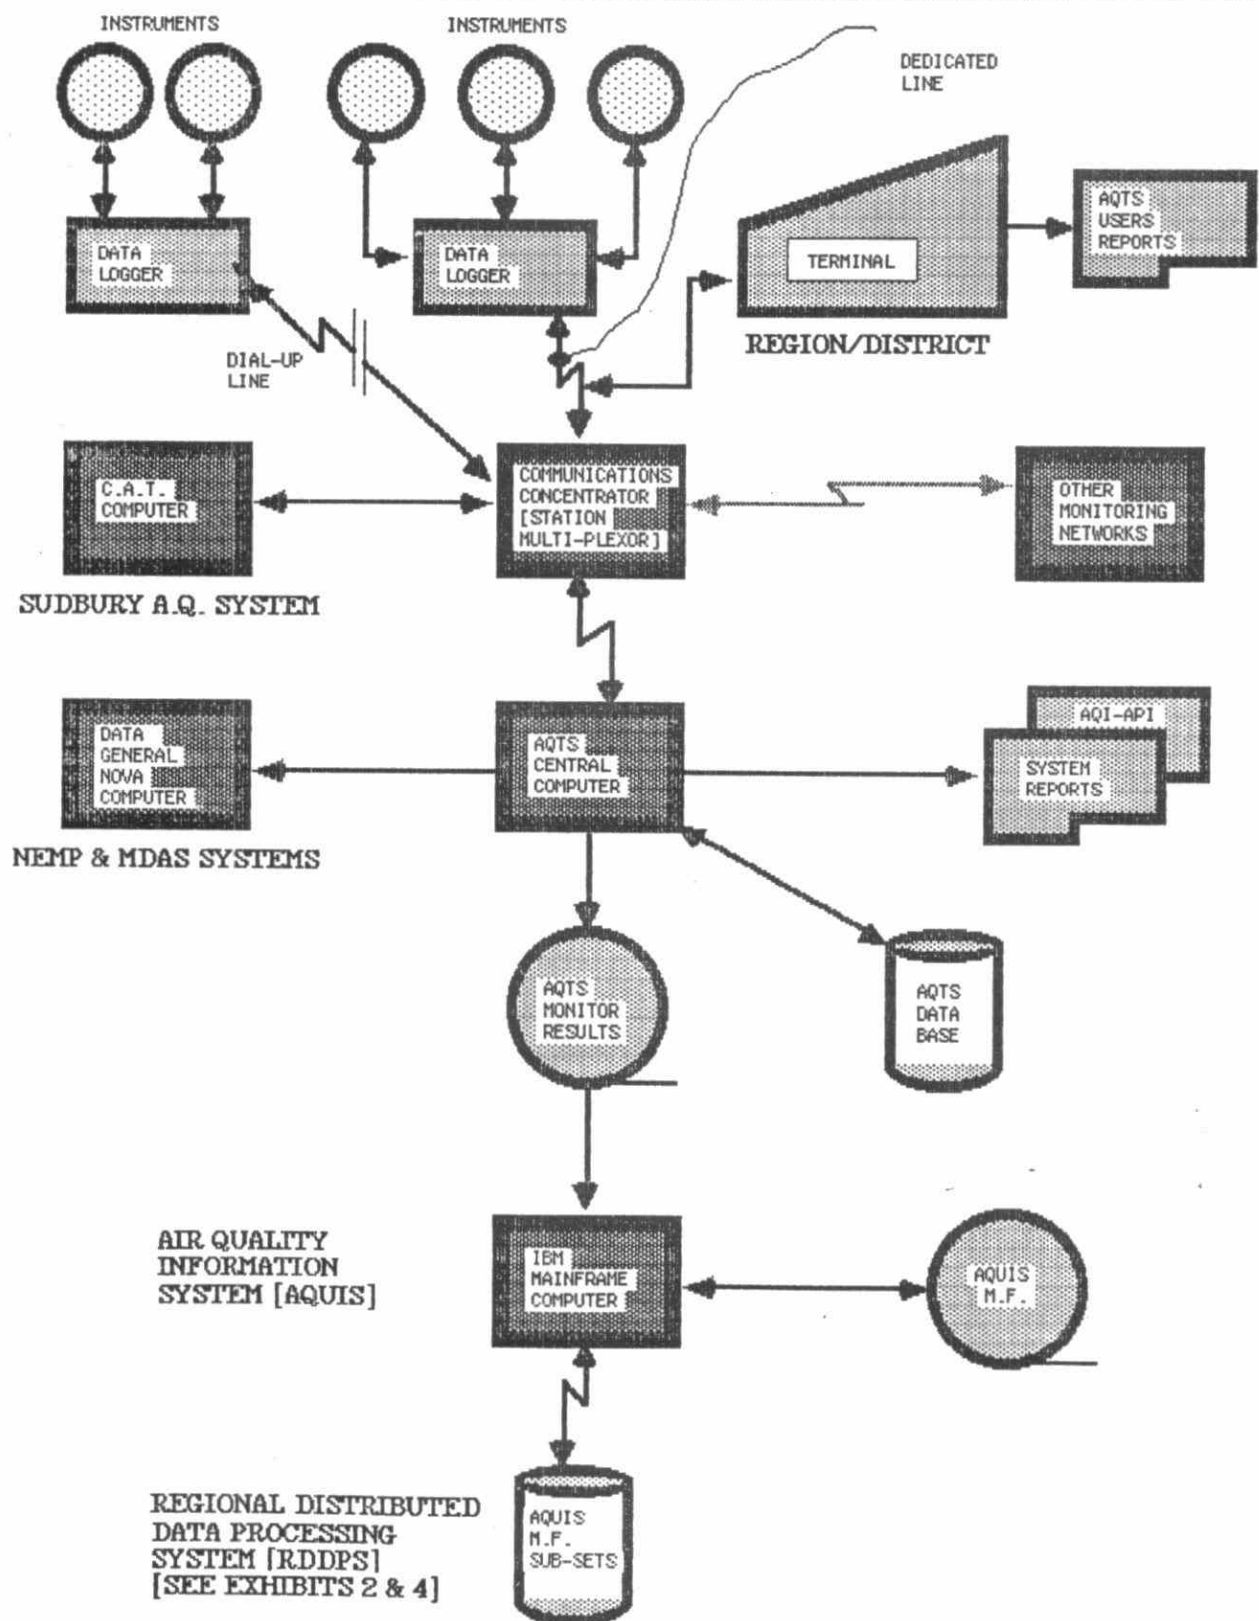 INSTRUMENTS
INSTRUMENTS
DEDICATED
LINE
DATA
LOGGER
DATA
LOGGER
TERMINAL
AQTS
USERS
REPORTS
REGION/DISTRICT
DIAL-UP
LINE
C.A.T.
COMPUTER
COMMUNICATIONS
CONCENTRATOR
[STATION
MULTI-PLEXOR]
OTHER
MONITORING
NETWORKS
SUDBURY A.Q. SYSTEM
DATA
GENERAL
NOVA
COMPUTER
AQTS
CENTRAL
COMPUTER
AQI-API
SYSTEM
REPORTS
NEMP & MDAS SYSTEMS
AQTS
MONITOR
RESULTS
AQTS
DATA
BASE
AIR QUALITY
INFORMATION
SYSTEM [AQUIS]
IBM
MAINFRAME
COMPUTER
AQUIS
M.F.
REGIONAL DISTRIBUTED
DATA PROCESSING
SYSTEM [RDDPS]
[SEE EXHIBITS 2 & 4]
AQUIS
M.F.
SUB-SETS